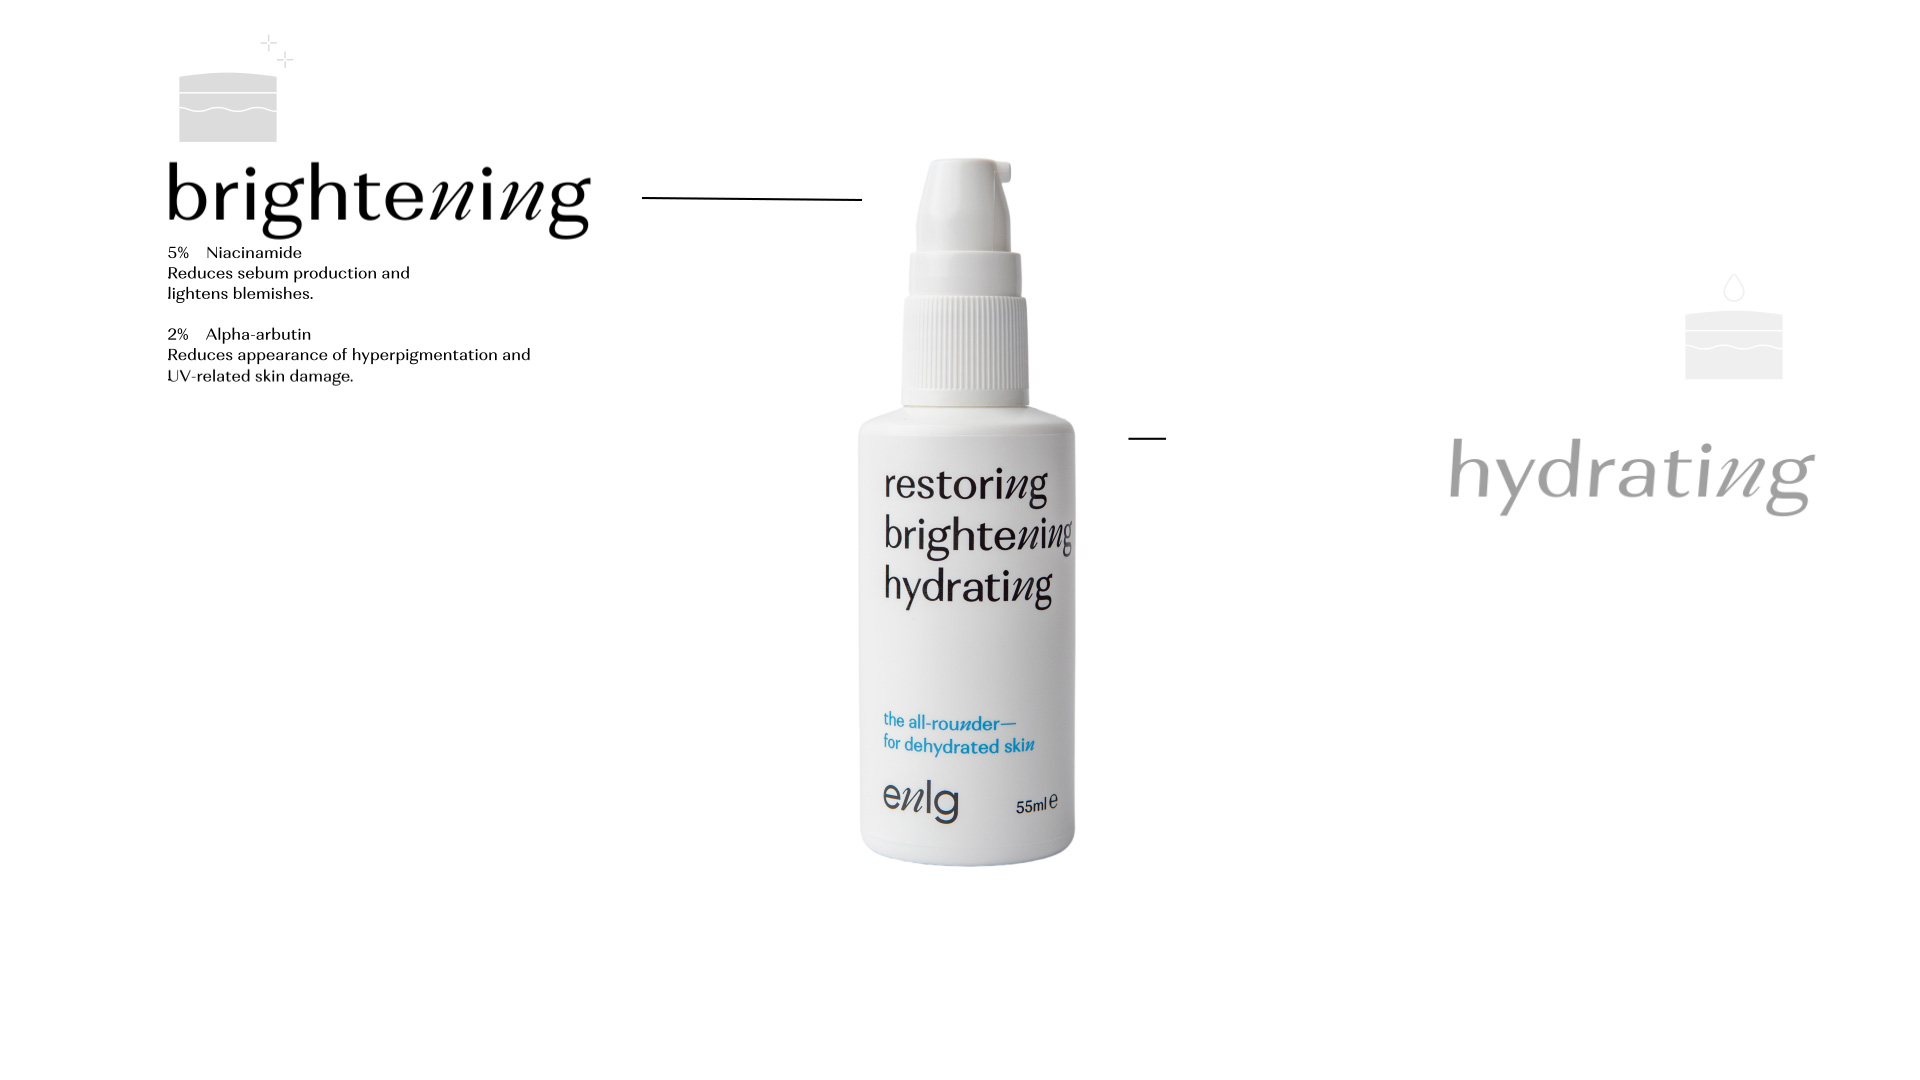 brightening
5% Niacinamide
Reduces sebum production and
lightens blemishes.
2% Alpha-arbutin
Reduces appearance of hyperpigmentation and
UV-related skin damage.
hydrating
restoring
brightening
hydrating
the all-rounder—
for dehydrated skin
enlg
55ml ℮